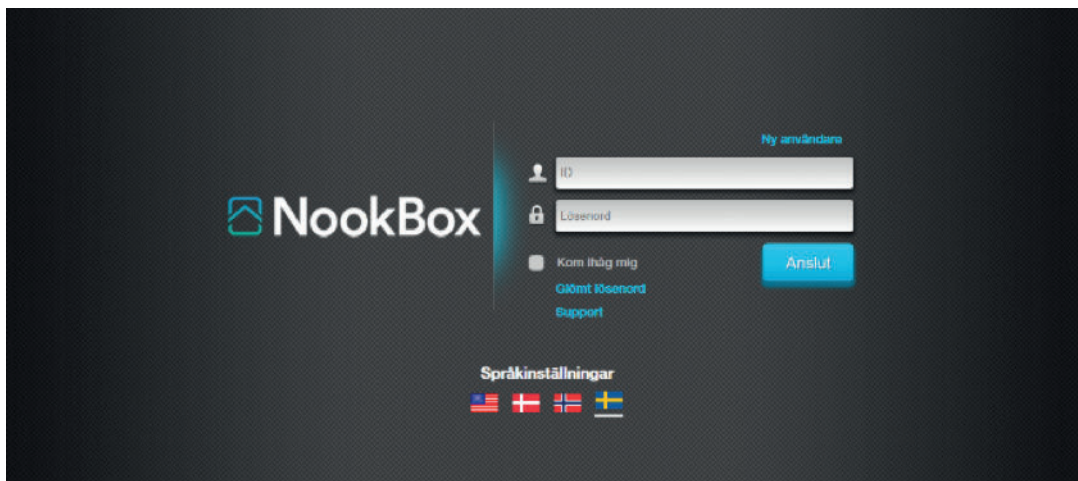 Ny användare
ID
NookBox
Lösenord
Kom ihåg mig
Anslut
Glömt lösenord
Support
Språkinställningar